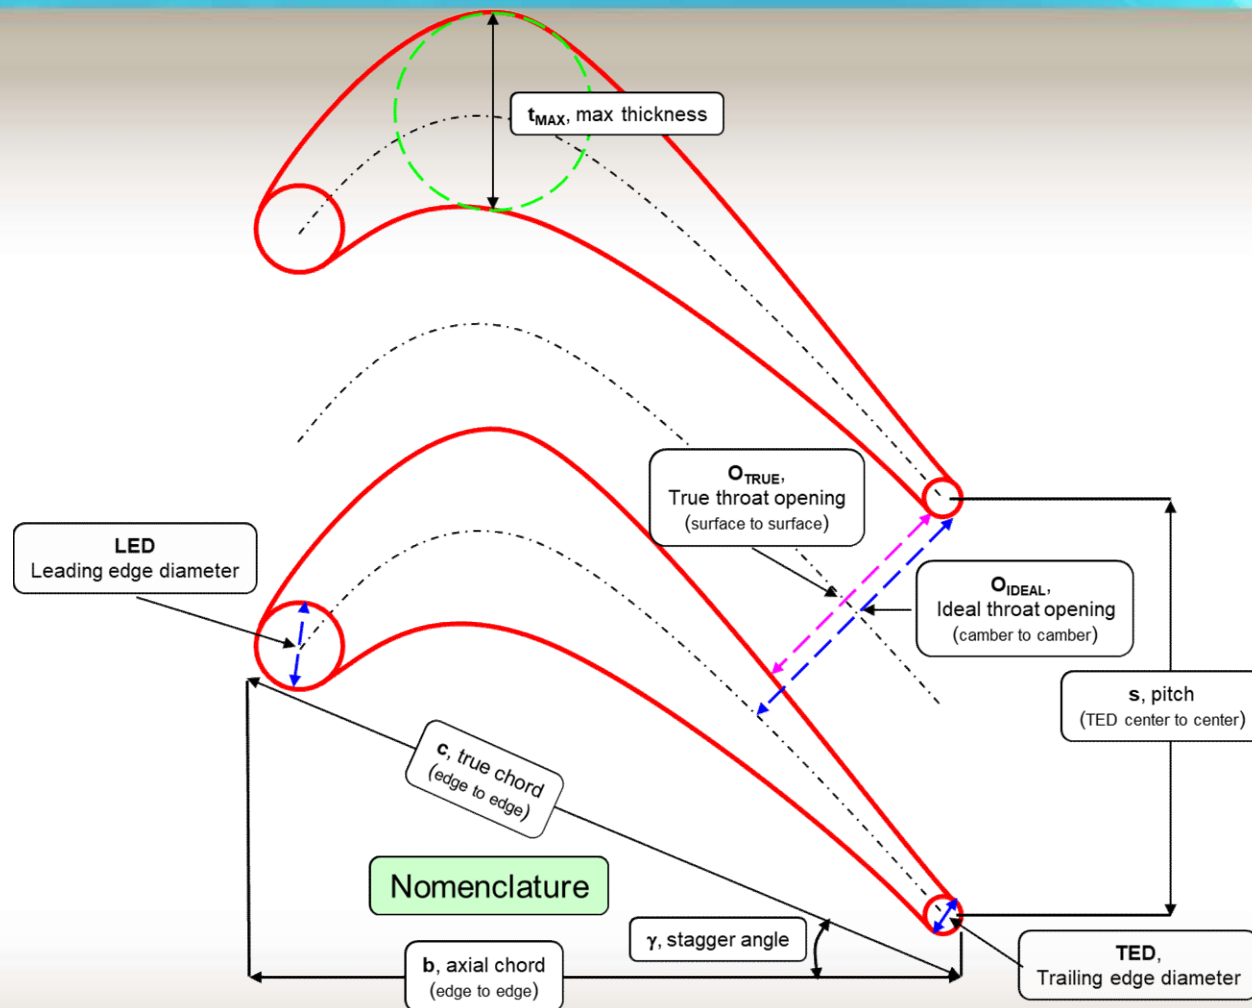 t_MAX, max thickness
O_TRUE,
True throat opening
(surface to surface)
LED
Leading edge diameter
O_IDEAL,
Ideal throat opening
(camber to camber)
s, pitch
(TED center to center)
c, true chord
(edge to edge)
Nomenclature
γ, stagger angle
b, axial chord
(edge to edge)
TED,
Trailing edge diameter